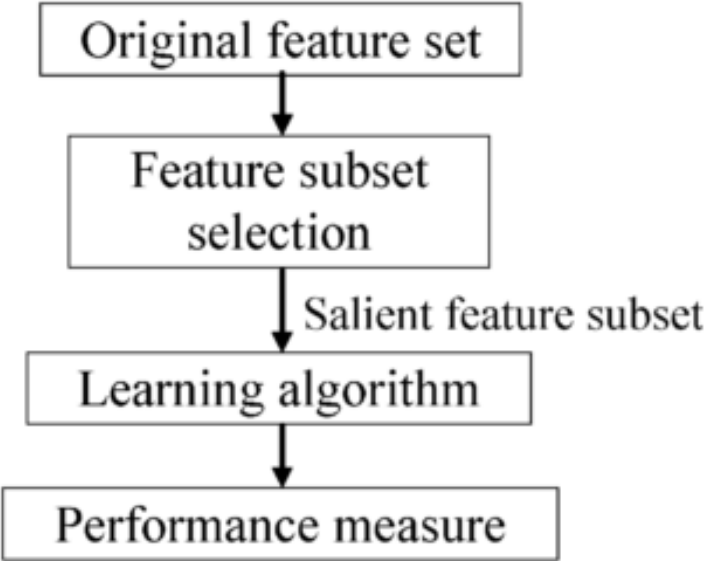 Original feature set
Feature subset
selection
Salient feature subset
Learning algorithm
Performance measure